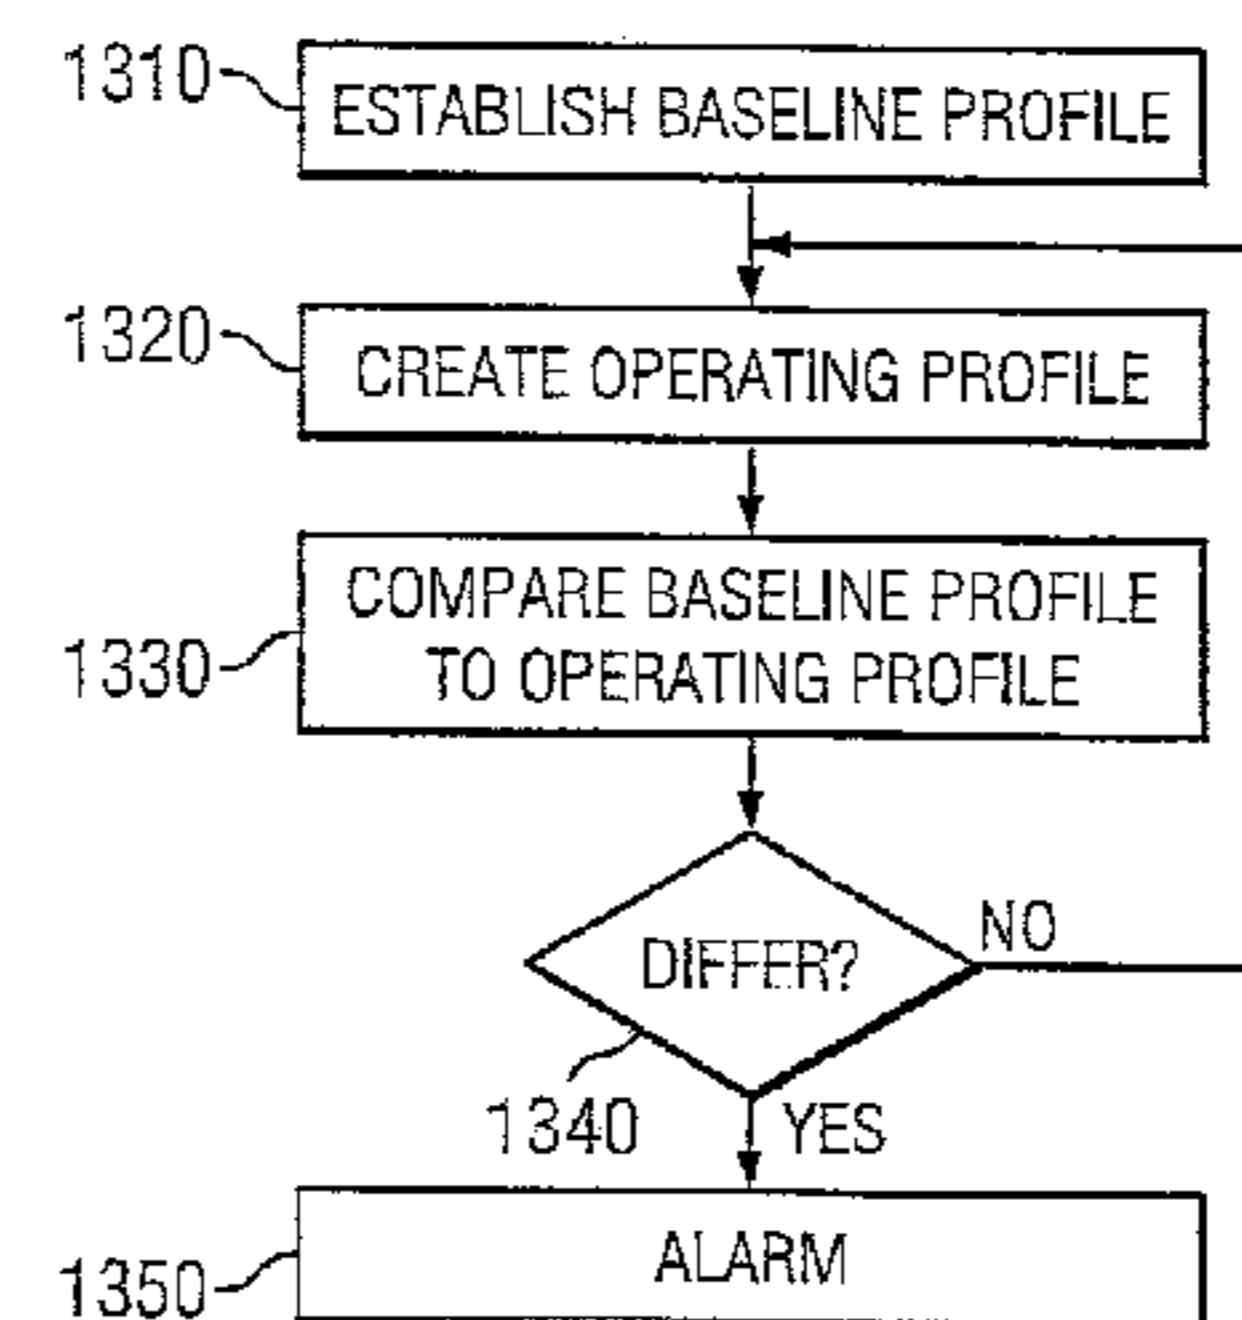 1310
ESTABLISH BASELINE PROFILE
1320
CREATE OPERATING PROFILE
1330
COMPARE BASELINE PROFILE
TO OPERATING PROFILE
DIFFER?
NO
1340
YES
1350
ALARM